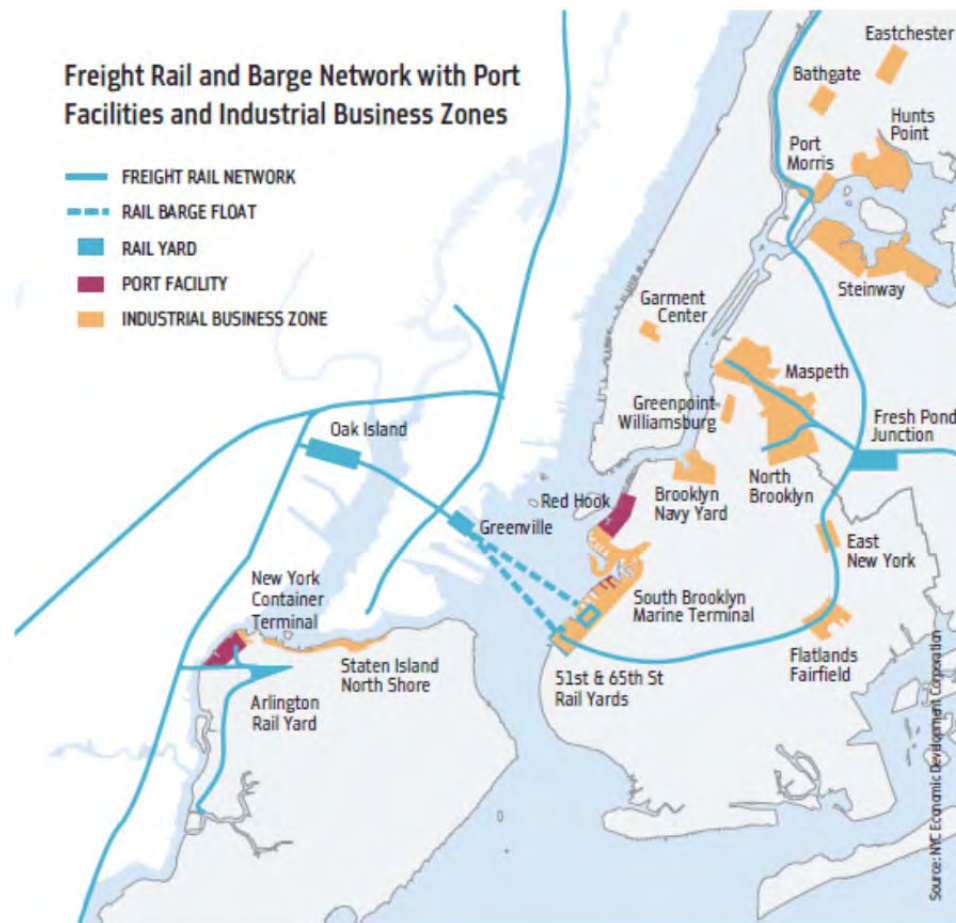 Freight Rail and Barge Network with Port
Facilities and Industrial Business Zones
FREIGHT RAIL NETWORK
RAIL BARGE FLOAT
RAIL YARD
PORT FACILITY
INDUSTRIAL BUSINESS ZONE
Eastchester
Bathgate
Hunts
Point
Port
Morris
Steinway
Garment
Center
Maspeth
Greenpoint-
Williamsburg
Fresh Pond
Junction
Oak Island
North
Brooklyn
Brooklyn
Navy Yard
Red Hook
Greenville
East
New York
New York
Container
Terminal
South Brooklyn
Marine Terminal
Staten Island
North Shore
51st & 65th St
Rail Yards
Flatlands
Fairfield
Arlington
Rail Yard
Source: NYC Economic Development Corporation